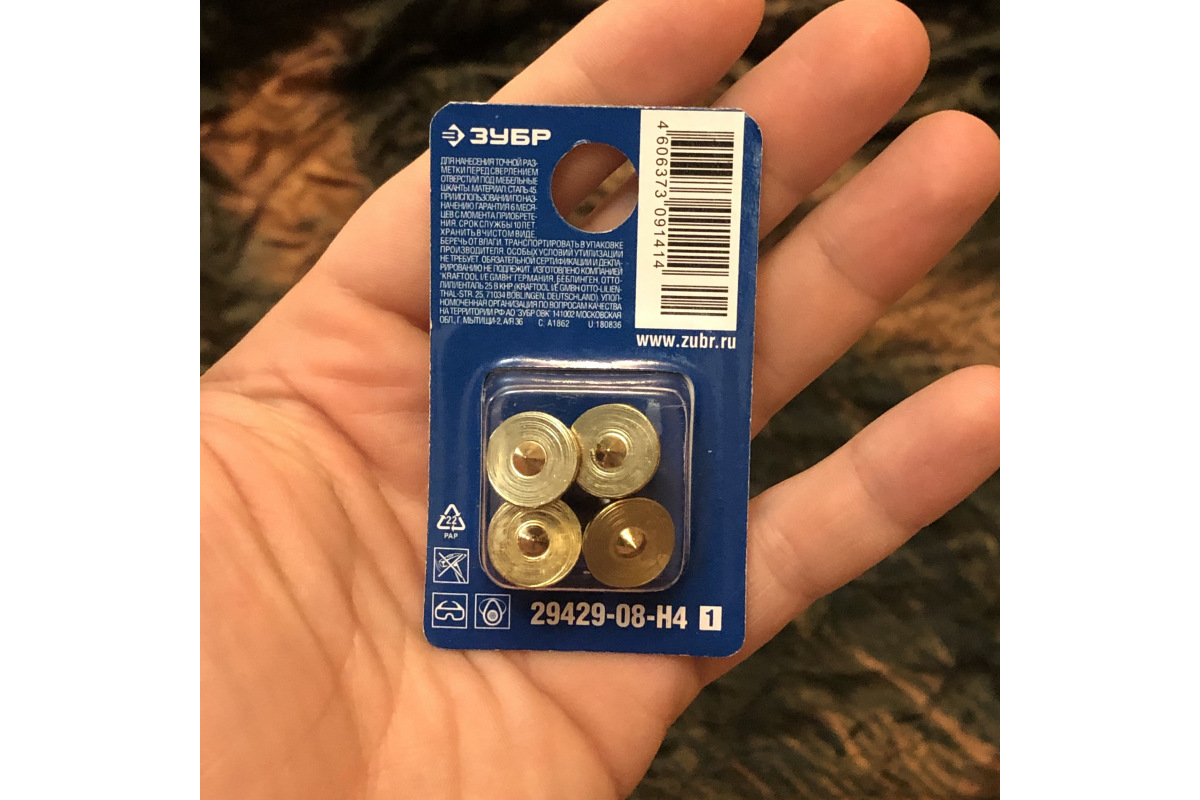 ЗУБР
ДЛЯ НАНЕСЕНИЯ ТОЧНОЙ РАЗ-
МЕТКИ ПЕРЕД СВЕРЛЕНИЕМ
ОТВЕРСТИЙ ПОД МЕБЕЛЬНЫЕ
ШКАНТЫ. МАТЕРИАЛ: СТАЛЬ 45.
ПРИ ИСПОЛЬЗОВАНИИ ПО НАЗ-
НАЧЕНИЮ ГАРАНТИЯ 6 МЕСЯ-
ЦЕВ С МОМЕНТА ПРИОБРЕТЕ-
НИЯ. СРОК СЛУЖБЫ 10 ЛЕТ.
ХРАНИТЬ В ЧИСТОМ ВИДЕ,
БЕРЕЧЬ ОТ ВЛАГИ. ТРАНСПОРТИРОВАТЬ В УПАКОВКЕ
ПРОИЗВОДИТЕЛЯ. ОСОБЫХ УСЛОВИЙ УТИЛИЗАЦИИ
НЕ ТРЕБУЕТ. ОБЯЗАТЕЛЬНОЙ СЕРТИФИКАЦИИ И ДЕКЛА-
РИРОВАНИЮ НЕ ПОДЛЕЖИТ. ИЗГОТОВЛЕНО КОМПАНИЕЙ
"KRAFTOOL I/E GMBH" ГЕРМАНИЯ, БЕБЛИНГЕН, ОТТО-
ЛИЛИЕНТАЛЬ 25 В КНР (KRAFTOOL I/E GMBH OTTO-LILIEN-
THAL-STR. 25, 71034 BÖBLINGEN, DEUTSCHLAND). УПОЛ-
НОМОЧЕННАЯ ОРГАНИЗАЦИЯ ПО ВОПРОСАМ КАЧЕСТВА
НА ТЕРРИТОРИИ РФ АО "ЗУБР ОВК" 141002 МОСКОВСКАЯ
ОБЛ., Г. МЫТИЩИ-2, А/Я 36 С: A1862 U:180836
4 606373 091414
www.zubr.ru
22
PAP
29429-08-H4 1